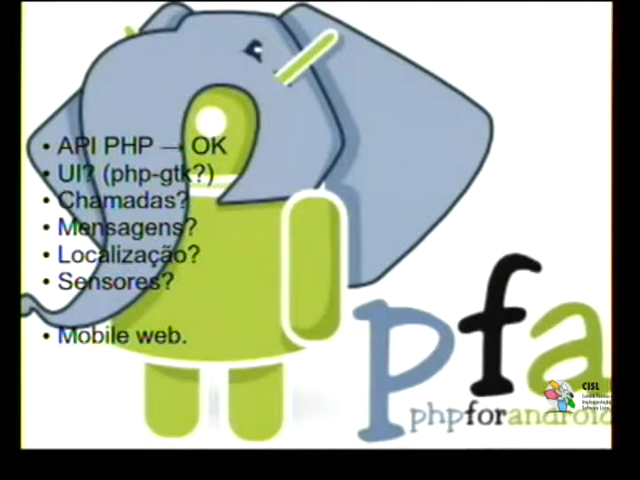 • API PHP → OK
• UI? (php-gtk?)
• Chamadas?
• Mensagens?
• Localização?
• Sensores?
• Mobile web.
pfa
phpforandroid
CISL